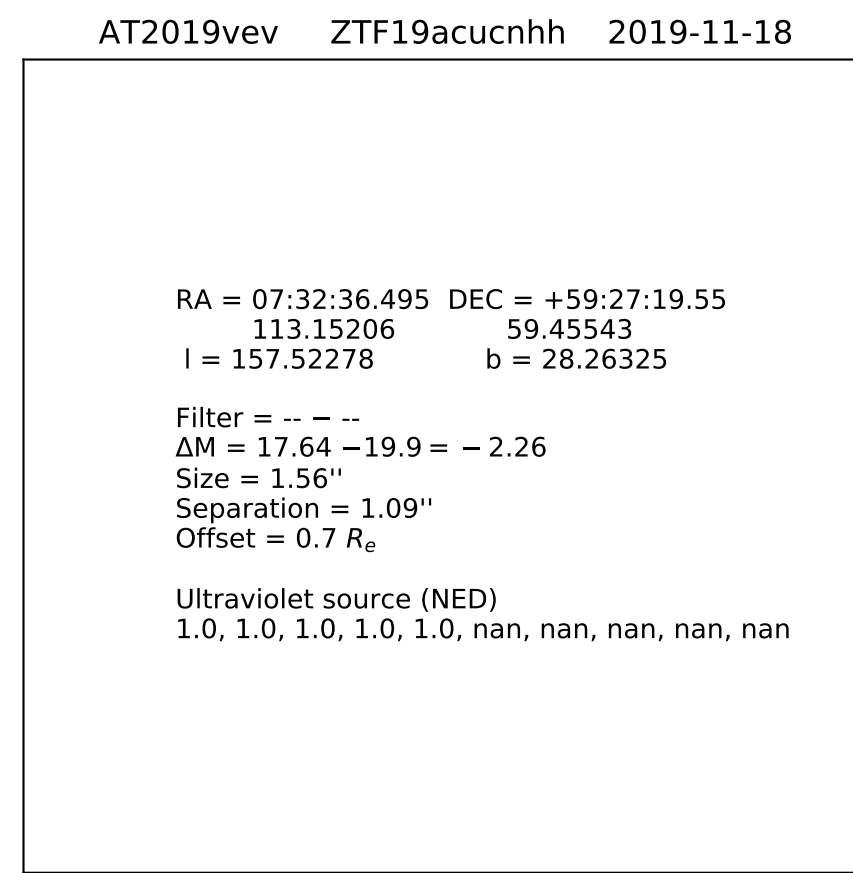 AT2019vev ZTF19acucnhh 2019-11-18
RA = 07:32:36.495 DEC = +59:27:19.55
113.15206 59.45543
l = 157.52278 b = 28.26325
Filter = -- − --
ΔM = 17.64 −19.9 = − 2.26
Size = 1.56''
Separation = 1.09''
Offset = 0.7 Re
Ultraviolet source (NED)
1.0, 1.0, 1.0, 1.0, 1.0, nan, nan, nan, nan, nan